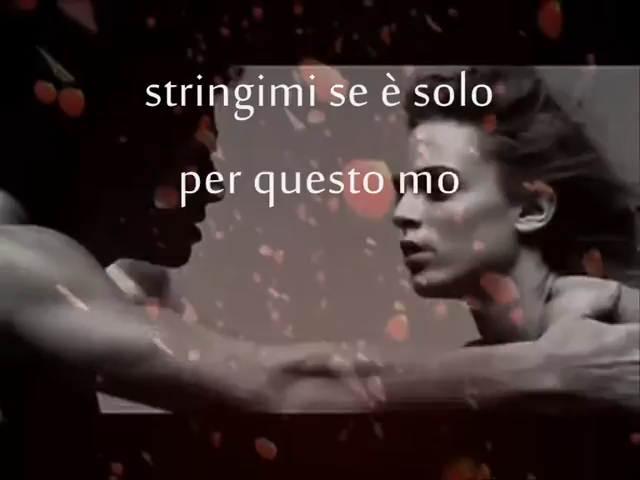 stringimi se è solo
per questo mo